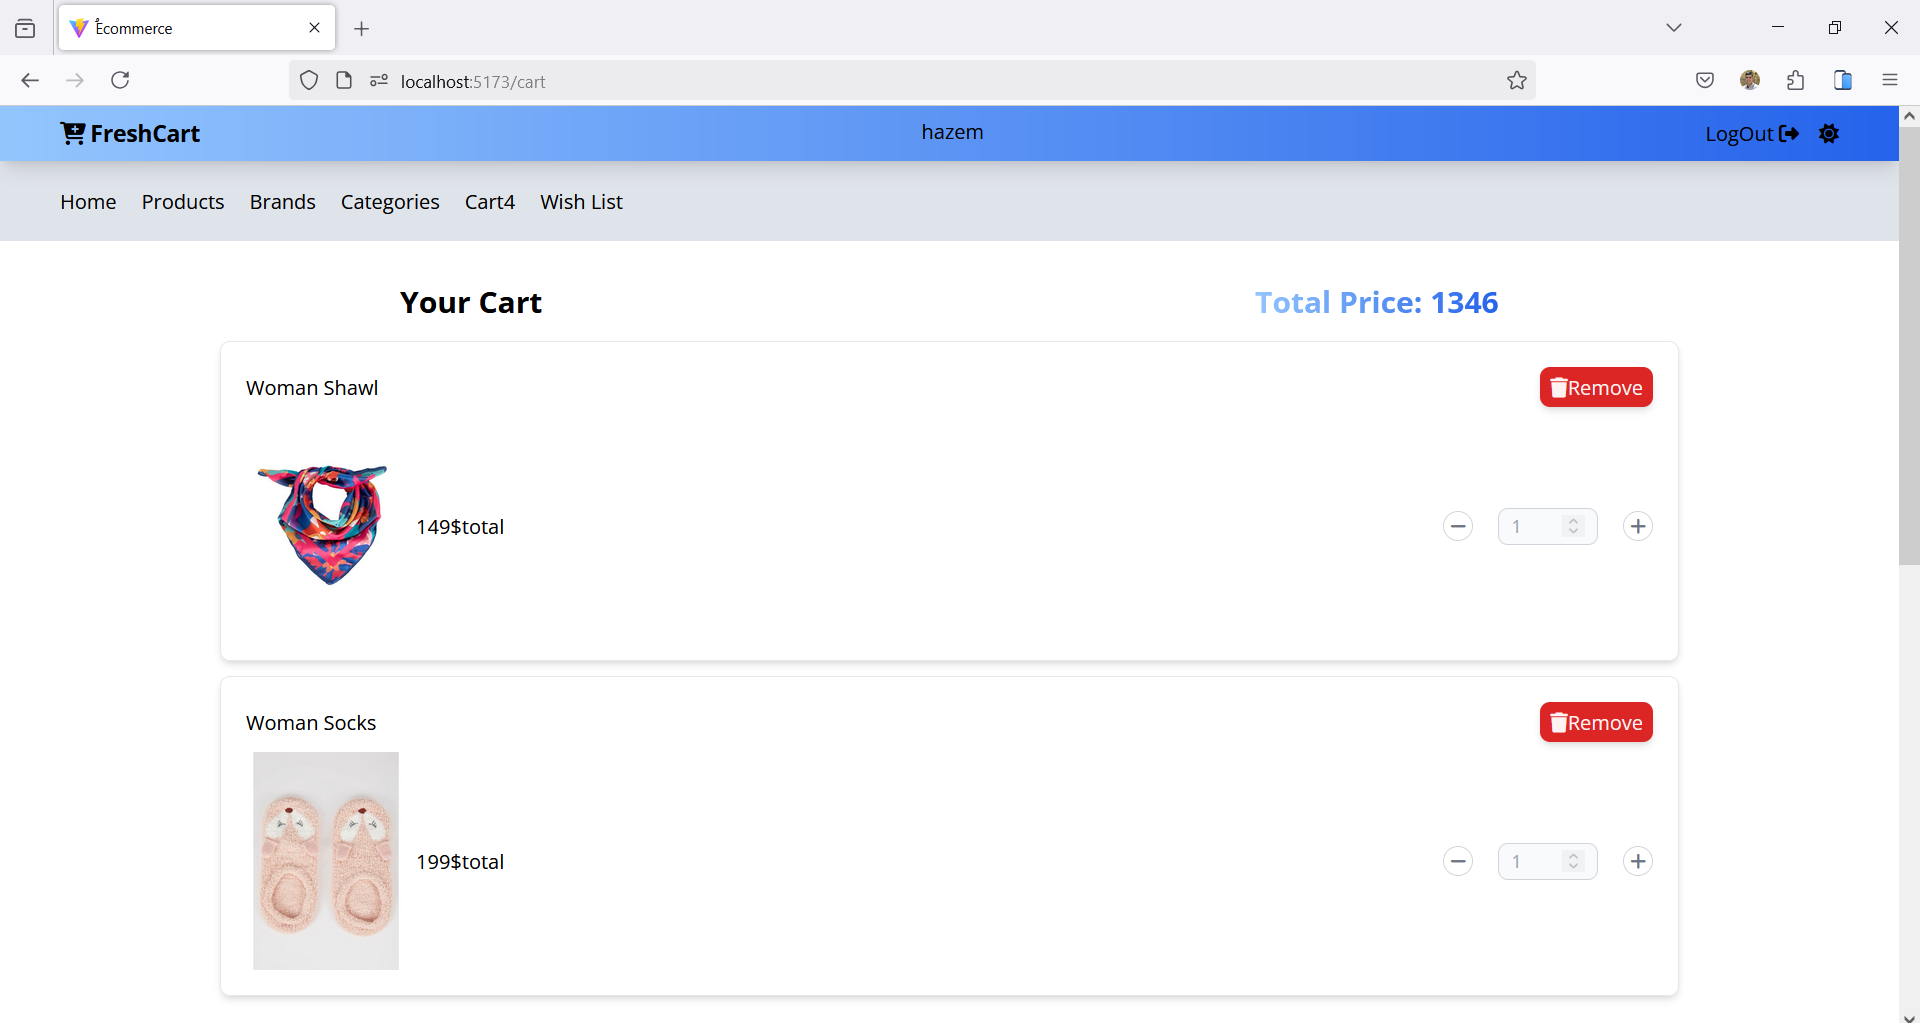 Ecommerce
localhost:5173/cart
FreshCart
hazem
LogOut
Home Products Brands Categories Cart4 Wish List
Your Cart
Total Price: 1346
Woman Shawl
Remove
149$total
1
Woman Socks
Remove
199$total
1